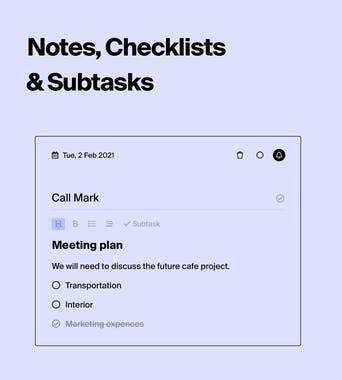 Notes, Checklists
& Subtasks
Tue, 2 Feb 2021
Call Mark
H B Subtask
Meeting plan
We will need to discuss the future cafe project.
Transportation
Interior
Marketing expences